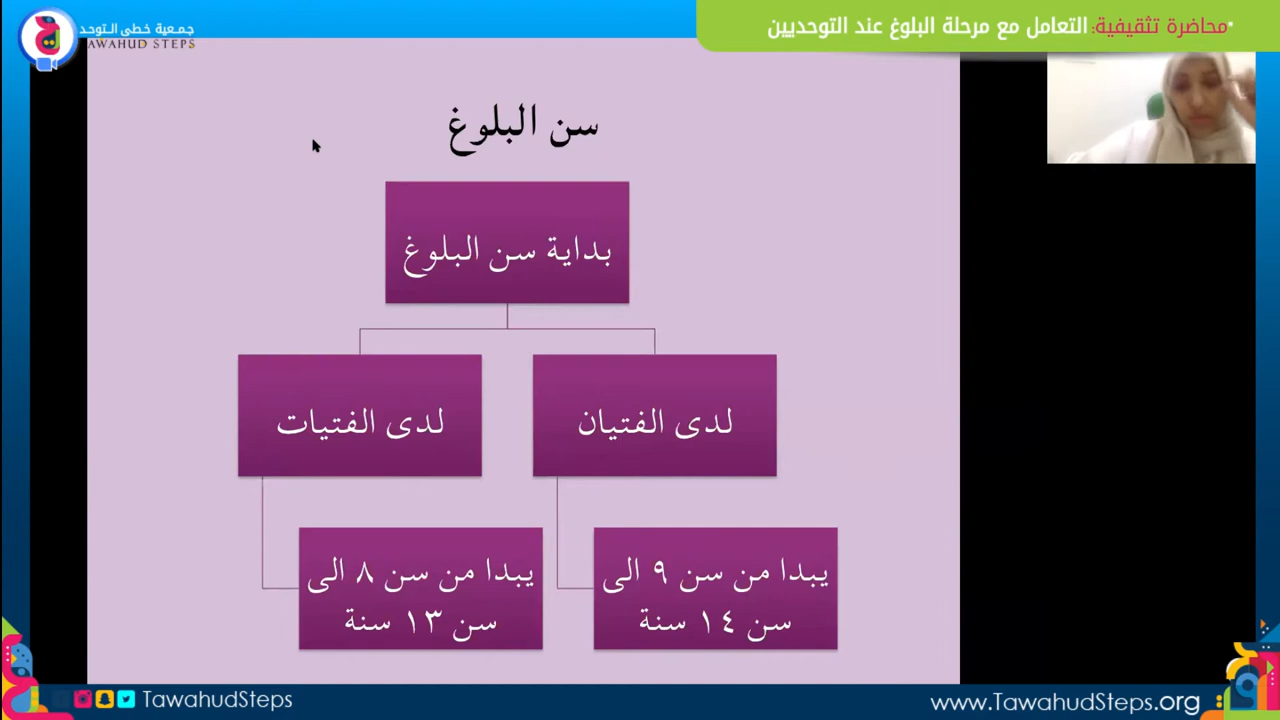 جمعية خطى التوحد
TAWAHUD STEPS
•محاضرة تثقيفية: التعامل مع مرحلة البلوغ عند التوحديين
سن البلوغ
بداية سن البلوغ
لدى الفتيان
لدى الفتيات
يبدا من سن ٩ الى
سن ١٤ سنة
يبدا من سن ٨ الى
سن ١٣ سنة
TawahudSteps
www.TawahudSteps.org